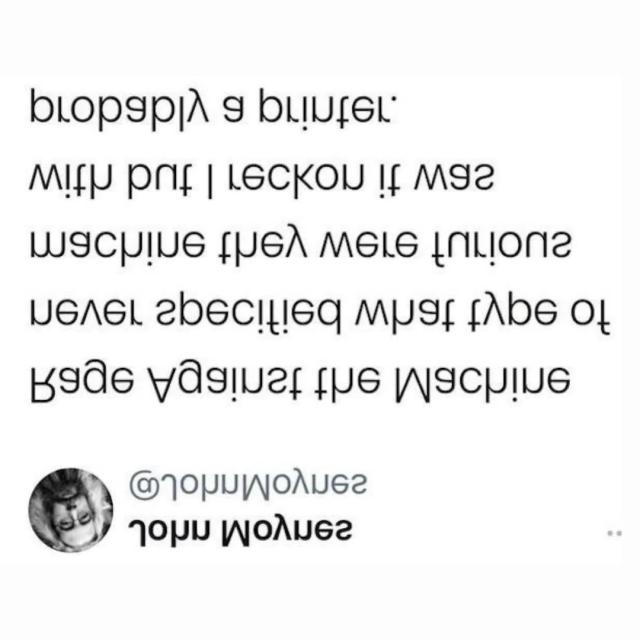 John Moynes
@JohnMoynes
Rage Against the Machine
never specified what type of
machine they were furious
with but I reckon it was
probably a printer.